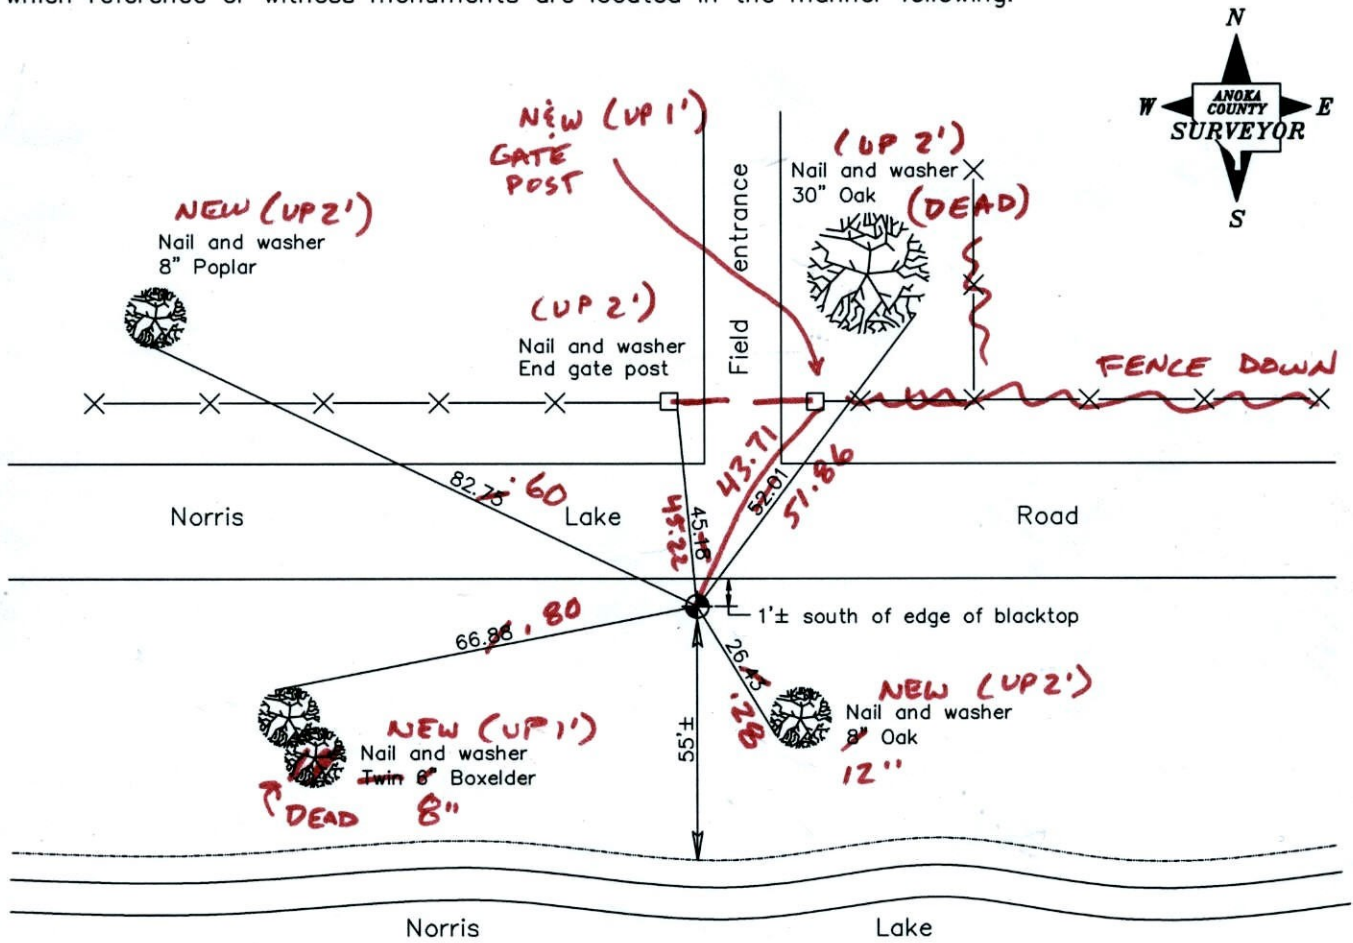 which reference or witness monuments are located in the manner following:
N
W
ANOKA
COUNTY
SURVEYOR
E
S
NEW (UP 1')
GATE
POST
(UP 2')
Nail and washer
30" Oak
(DEAD)
NEW (UP 2')
Nail and washer
8" Poplar
Field entrance
(UP 2')
Nail and washer
End gate post
FENCE DOWN
82.75 .60
45.18
45.22
43.71
52.01
51.86
Norris Lake Road
1'± south of edge of blacktop
66.88 .80
26.43
.28
55'±
NEW (UP 2')
Nail and washer
8" Oak
12"
NEW (UP 1')
Nail and washer
Twin 6" Boxelder
8"
DEAD
Norris Lake